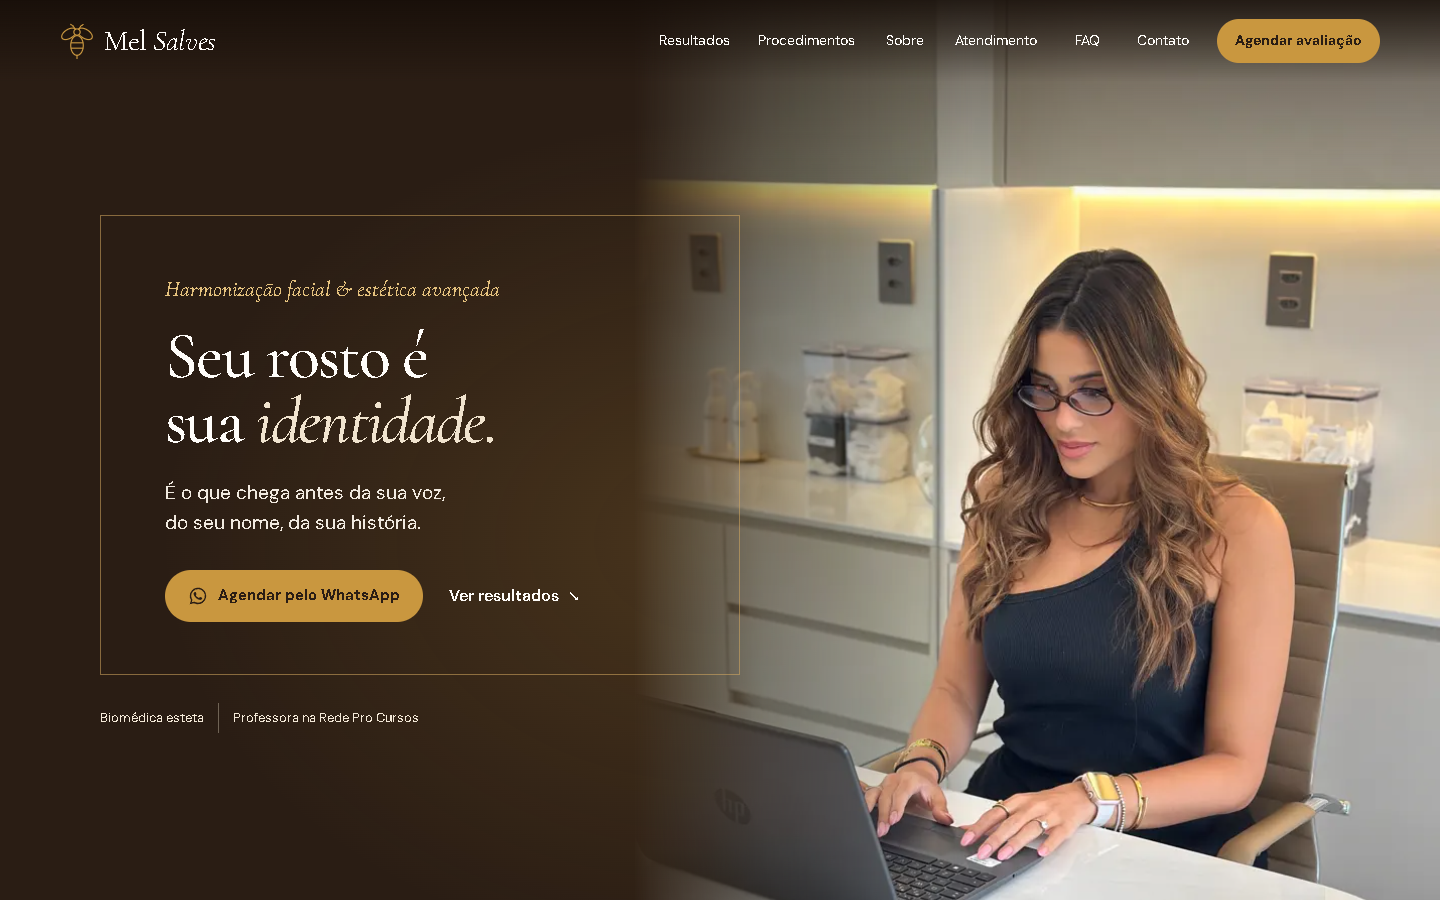 Mel Salves
Resultados
Procedimentos
Sobre
Atendimento
FAQ
Contato
Agendar avaliação
Harmonização facial & estética avançada
Seu rosto é
sua identidade.
É o que chega antes da sua voz,
do seu nome, da sua história.
Agendar pelo WhatsApp
Ver resultados ↘
Biomédica esteta
Professora na Rede Pro Cursos
hp